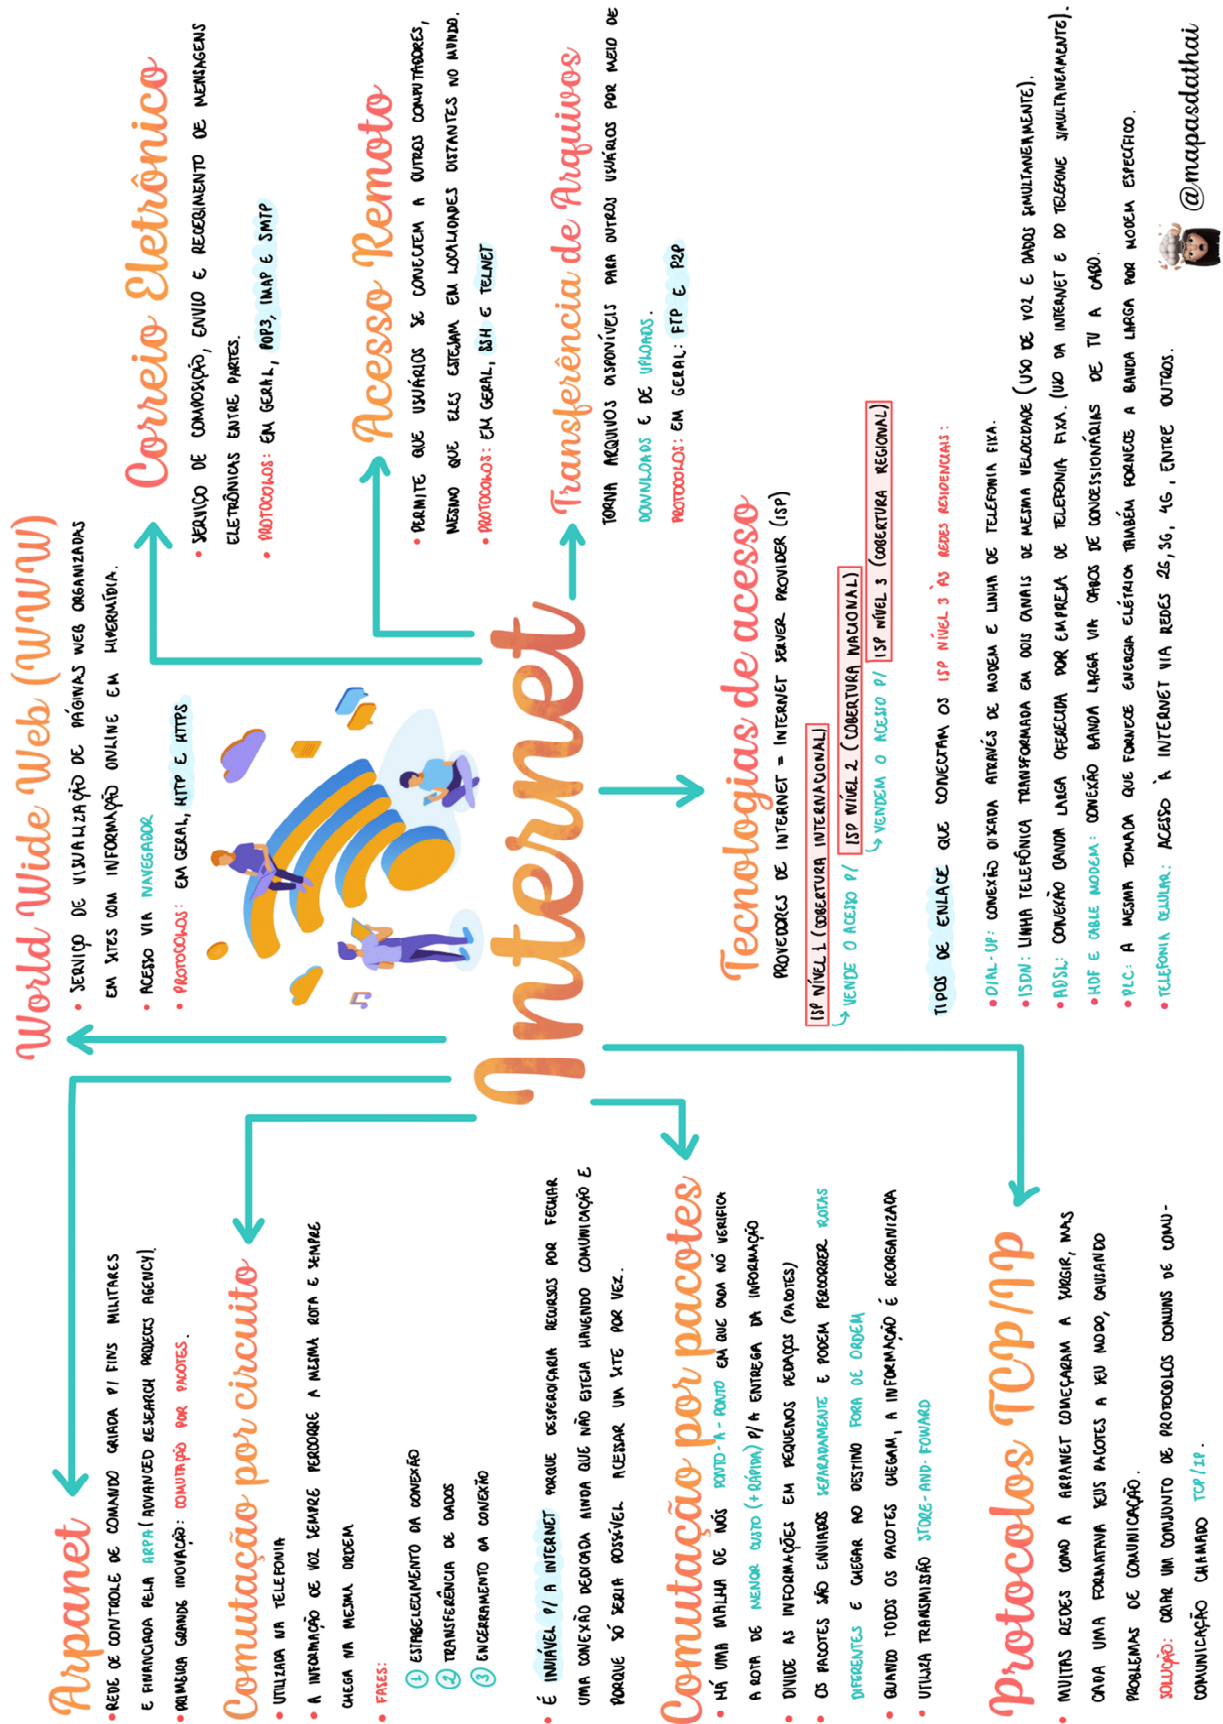 Internet
Arpanet
• REDE DE CONTROLE DE COMANDO CRIADA P/ FINS MILITARES
E FINANCIADA PELA ARPA (ADVANCED RESEARCH PROJECTS AGENCY).
• PRIMEIRA GRANDE INOVAÇÃO: COMUTAÇÃO POR PACOTES.
Comutação por circuito
• UTILIZADA NA TELEFONIA
• A INFORMAÇÃO DE VOZ SEMPRE PERCORRE A MESMA ROTA E SEMPRE
CHEGA NA MESMA ORDEM
• FASES:
1 ESTABELECIMENTO DA CONEXÃO
2 TRANSFERÊNCIA DE DADOS
3 ENCERRAMENTO DA CONEXÃO
• É INVIÁVEL P/ A INTERNET PORQUE DESPERDIÇARIA RECURSOS POR FECHAR
UMA CONEXÃO DEDICADA AINDA QUE NÃO ESTEJA HAVENDO COMUNICAÇÃO E
PORQUE SÓ SERIA POSSÍVEL ACESSAR UM SITE POR VEZ.
Comutação por pacotes
• HÁ UMA MALHA DE NÓS PONTO-A-PONTO EM QUE CADA NÓ VERIFICA
A ROTA DE MENOR CUSTO (+RÁPIDA) P/ A ENTREGA DA INFORMAÇÃO
• DIVIDE AS INFORMAÇÕES EM PEQUENOS PEDAÇOS (PACOTES)
• OS PACOTES SÃO ENVIADOS SEPARADAMENTE E PODEM PERCORRER ROTAS
DIFERENTES E CHEGAR AO DESTINO FORA DE ORDEM
• QUANDO TODOS OS PACOTES CHEGAM, A INFORMAÇÃO É REORGANIZADA
• UTILIZA TRANSMISSÃO STORE-AND-FOWARD
Protocolos TCP/IP
• MUITAS REDES COMO A ARPANET COMEÇARAM A SURGIR, MAS
CADA UMA FORMATAVA SEUS PACOTES A SEU MODO, CAUSANDO
PROBLEMAS DE COMUNICAÇÃO.
SOLUÇÃO: CRIAR UM CONJUNTO DE PROTOCOLOS COMUNS DE COMU-
COMUNICAÇÃO CHAMADO TCP/IP.
World Wide Web (WWW)
• SERVIÇO DE VISUALIZAÇÃO DE PÁGINAS WEB ORGANIZADAS
EM SITES COM INFORMAÇÃO ONLINE EM HIPERMÍDIA.
• ACESSO VIA NAVEGADOR
• PROTOCOLOS: EM GERAL, HTTP E HTTPS
Correio Eletrônico
• SERVIÇO DE COMPOSIÇÃO, ENVIO E RECEBIMENTO DE MENSAGENS
ELETRÔNICAS ENTRE PARTES.
• PROTOCOLOS: EM GERAL, POP3, IMAP E SMTP
Acesso Remoto
• PERMITE QUE USUÁRIOS SE CONECTEM A OUTROS COMPUTADORES,
MESMO QUE ELES ESTEJAM EM LOCALIDADES DISTANTES NO MUNDO.
• PROTOCOLOS: EM GERAL, SSH E TELNET
Transferência de Arquivos
TORNA ARQUIVOS DISPONÍVEIS PARA OUTROS USUÁRIOS POR MEIO DE
DOWNLOADS E DE UPLOADS.
PROTOCOLOS: EM GERAL: FTP E P2P
Tecnologias de acesso
PROVEDORES DE INTERNET = INTERNET SERVER PROVIDER (ISP)
ISP NÍVEL 1 (COBERTURA INTERNACIONAL)
VENDE O ACESSO P/ ISP NÍVEL 2 (COBERTURA NACIONAL)
VENDEM O ACESSO P/ ISP NÍVEL 3 (COBERTURA REGIONAL)
TIPOS DE ENLACE QUE CONECTAM OS ISP NÍVEL 3 ÀS REDES RESIDENCIAIS:
• DIAL-UP: CONEXÃO DISCADA ATRAVÉS DE MODEM E LINHA DE TELEFONIA FIXA.
• ISDN: LINHA TELEFÔNICA TRANSFORMADA EM DOIS CANAIS DE MESMA VELOCIDADE (USO DE VOZ E DADOS SIMULTANEAMENTE).
• ADSL: CONEXÃO BANDA LARGA OFERECIDA POR EMPRESA DE TELEFONIA FIXA. (USO DA INTERNET E DO TELEFONE SIMULTANEAMENTE).
• HDF E CABLE MODEM: CONEXÃO BANDA LARGA VIA CABOS DE CONCESSIONÁRIAS DE TV A CABO.
• PLC: A MESMA TOMADA QUE FORNECE ENERGIA ELÉTRICA TAMBÉM FORNECE A BANDA LARGA POR MODEM ESPECÍFICO.
• TELEFONIA CELULAR: ACESSO À INTERNET VIA REDES 2G, 3G, 4G, ENTRE OUTROS.
@mapasdathai